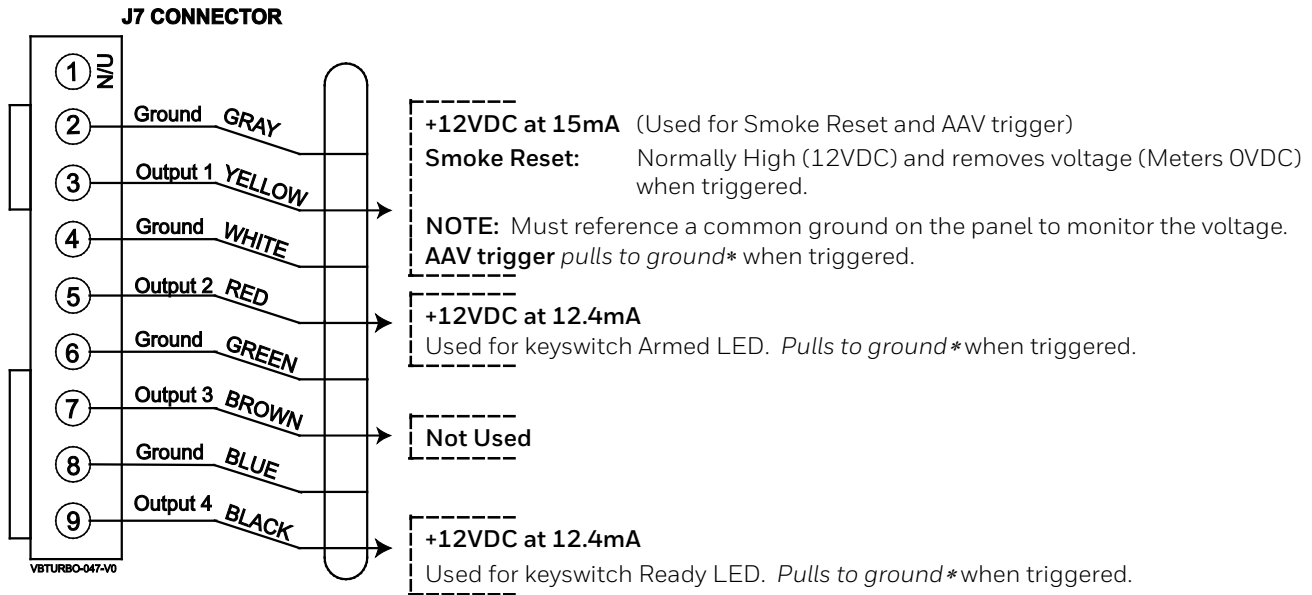 J7 CONNECTOR
1 N/U
2 Ground GRAY
3 Output 1 YELLOW
4 Ground WHITE
5 Output 2 RED
6 Ground GREEN
7 Output 3 BROWN
8 Ground BLUE
9 Output 4 BLACK
VBTURBO-047-V0
+12VDC at 15mA (Used for Smoke Reset and AAV trigger)
Smoke Reset: Normally High (12VDC) and removes voltage (Meters 0VDC)
when triggered.
NOTE: Must reference a common ground on the panel to monitor the voltage.
AAV trigger pulls to ground* when triggered.
+12VDC at 12.4mA
Used for keyswitch Armed LED. Pulls to ground* when triggered.
Not Used
+12VDC at 12.4mA
Used for keyswitch Ready LED. Pulls to ground* when triggered.